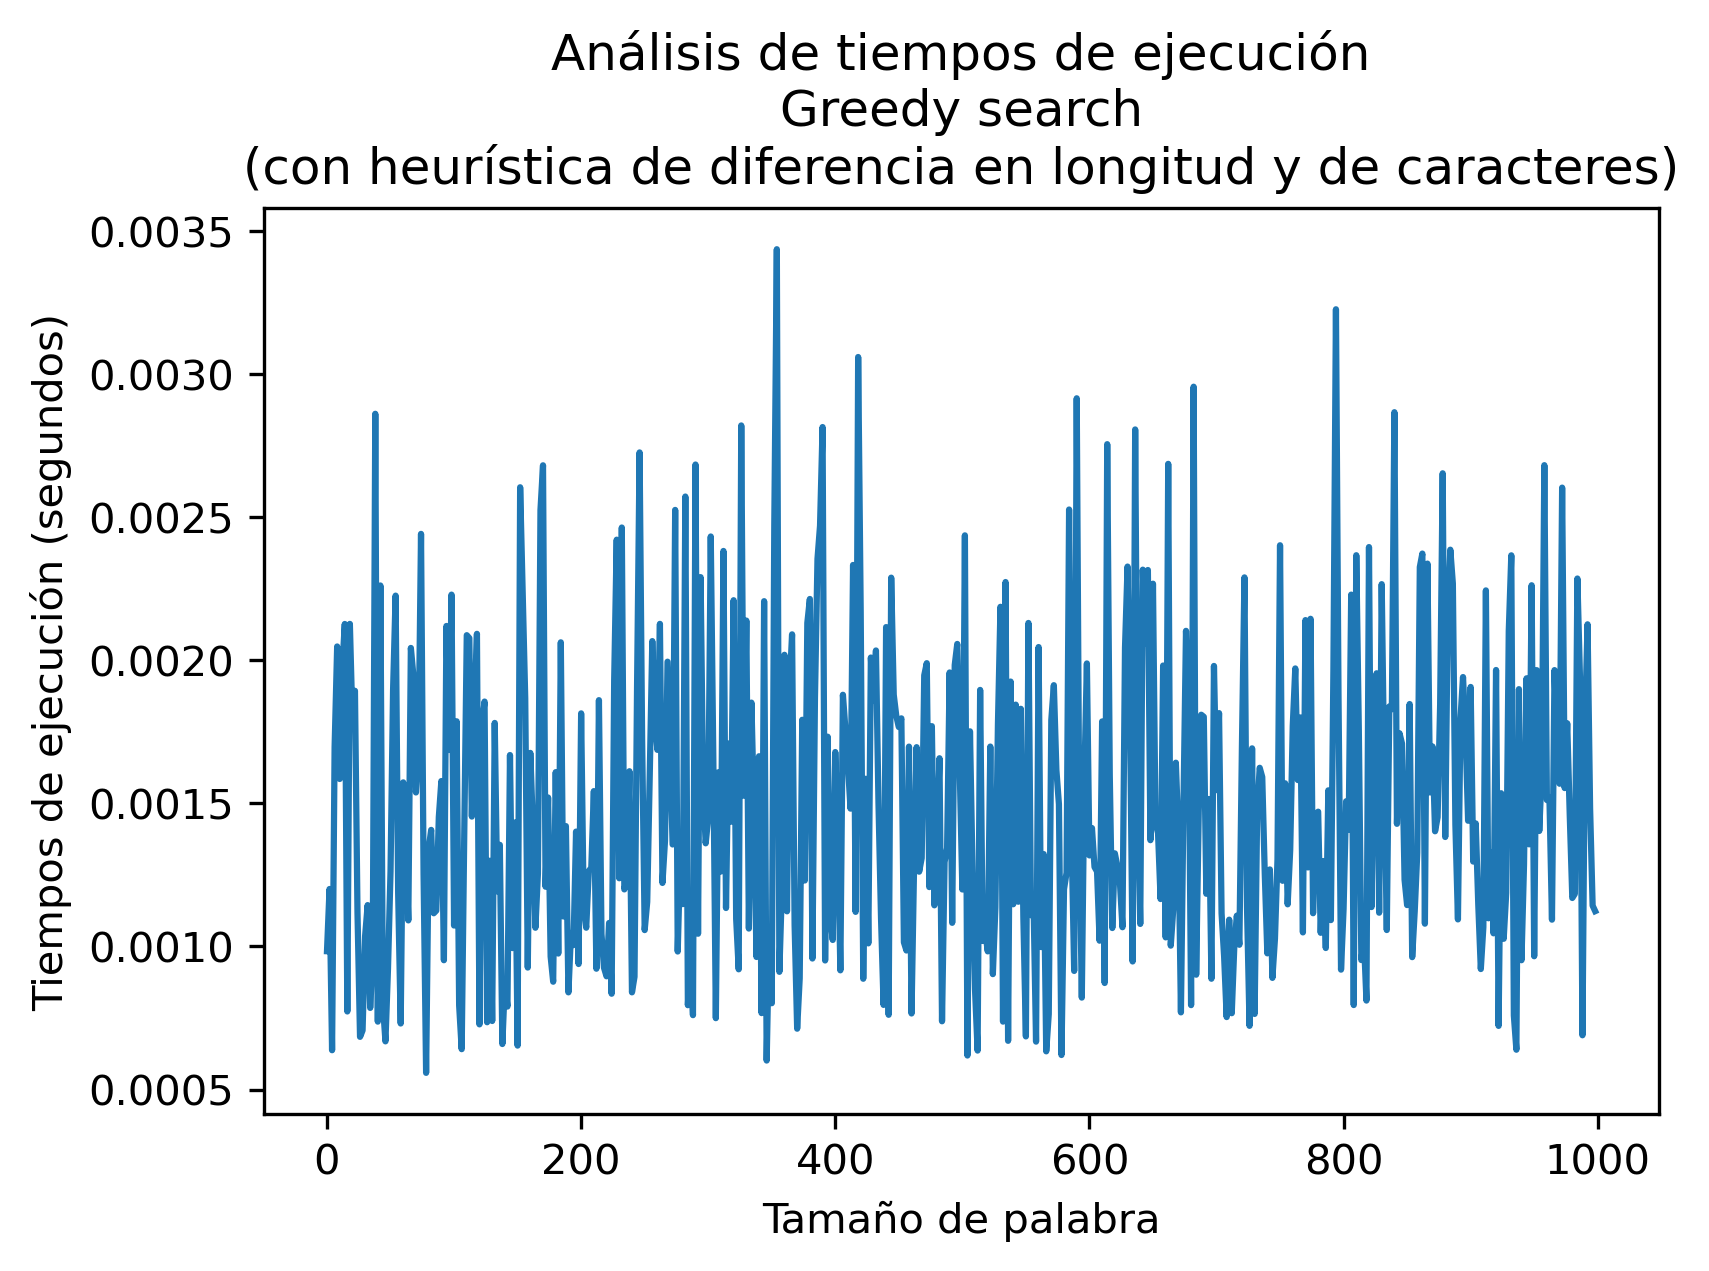 Análisis de tiempos de ejecución
Greedy search
(con heurística de diferencia en longitud y de caracteres)
Tiempos de ejecución (segundos)
0.0035
0.0030
0.0025
0.0020
0.0015
0.0010
0.0005
0 200 400 600 800 1000
Tamaño de palabra